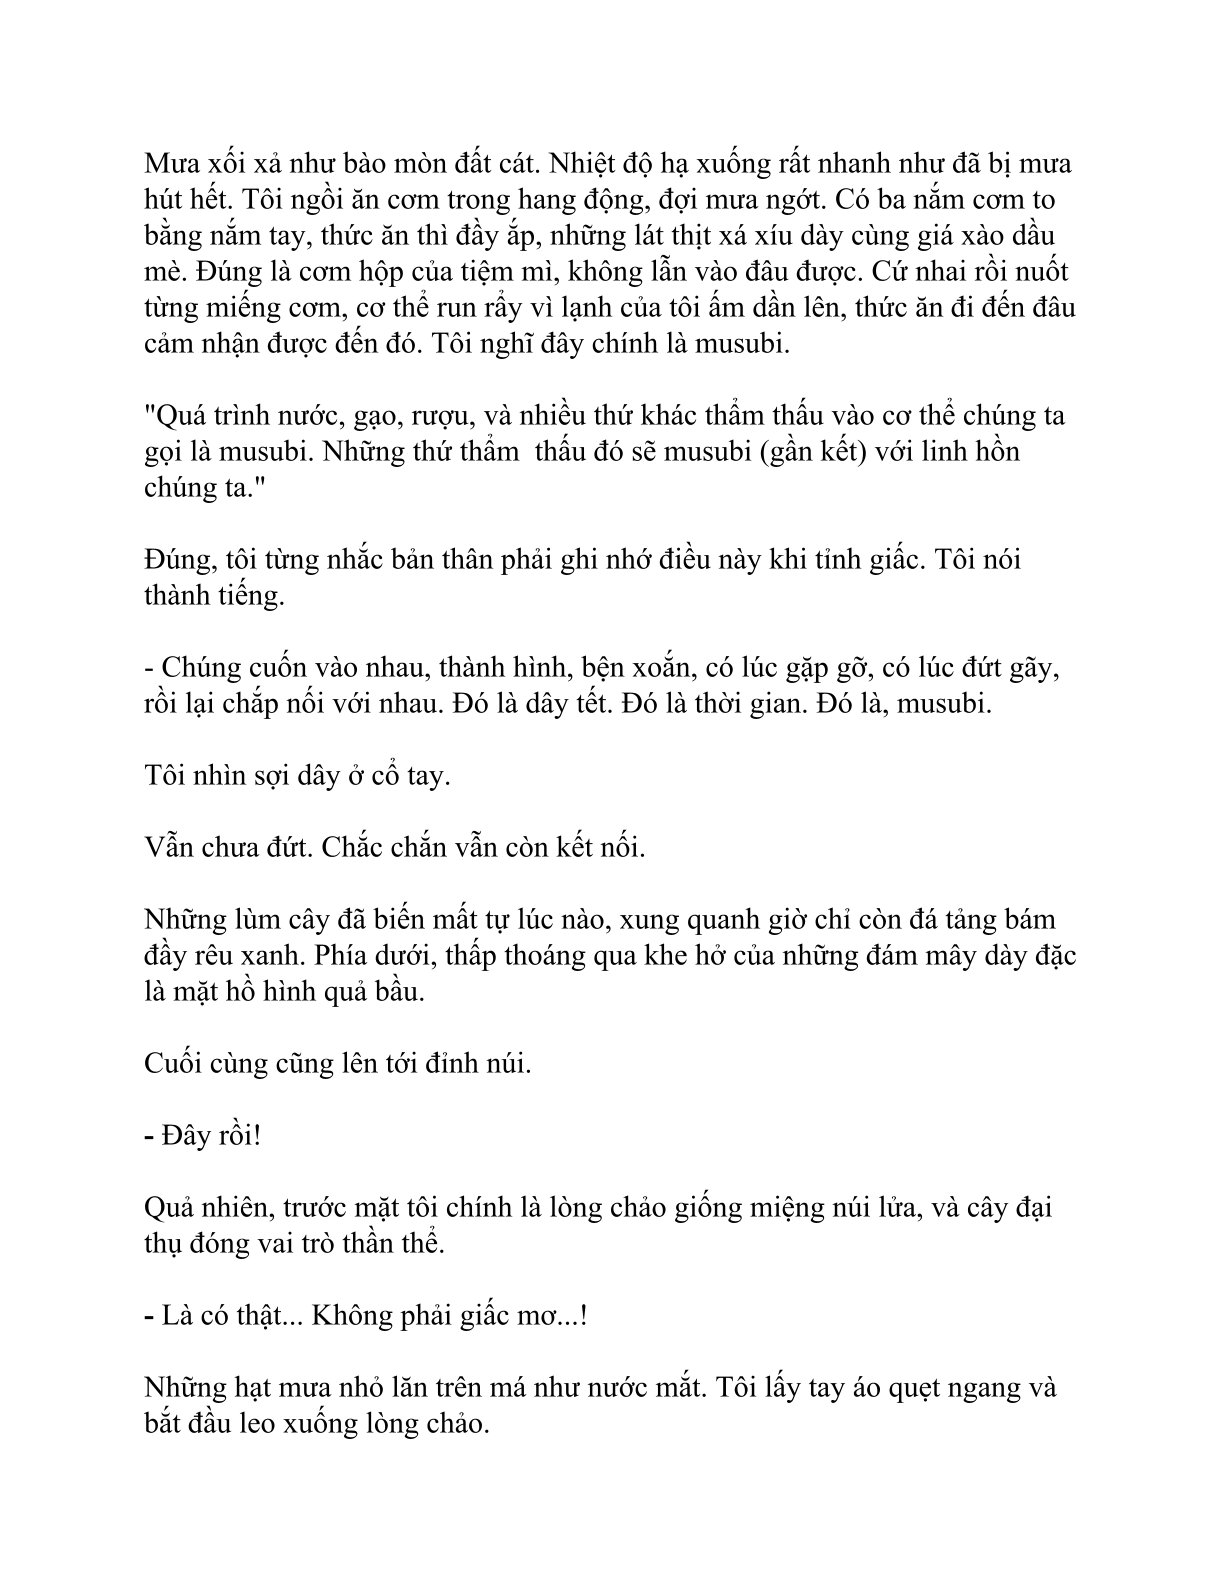 Mưa xối xả như bào mòn đất cát. Nhiệt độ hạ xuống rất nhanh như đã bị mưa
hút hết. Tôi ngồi ăn cơm trong hang động, đợi mưa ngớt. Có ba nắm cơm to
bằng nắm tay, thức ăn thì đầy ắp, những lát thịt xá xíu dày cùng giá xào dầu
mè. Đúng là cơm hộp của tiệm mì, không lẫn vào đâu được. Cứ nhai rồi nuốt
từng miếng cơm, cơ thể run rẩy vì lạnh của tôi ấm dần lên, thức ăn đi đến đâu
cảm nhận được đến đó. Tôi nghĩ đây chính là musubi.
"Quá trình nước, gạo, rượu, và nhiều thứ khác thẩm thấu vào cơ thể chúng ta
gọi là musubi. Những thứ thẩm  thấu đó sẽ musubi (gần kết) với linh hồn
chúng ta."
Đúng, tôi từng nhắc bản thân phải ghi nhớ điều này khi tỉnh giấc. Tôi nói
thành tiếng.
- Chúng cuốn vào nhau, thành hình, bện xoắn, có lúc gặp gỡ, có lúc đứt gãy,
rồi lại chắp nối với nhau. Đó là dây tết. Đó là thời gian. Đó là, musubi.
Tôi nhìn sợi dây ở cổ tay.
Vẫn chưa đứt. Chắc chắn vẫn còn kết nối.
Những lùm cây đã biến mất tự lúc nào, xung quanh giờ chỉ còn đá tảng bám
đầy rêu xanh. Phía dưới, thấp thoáng qua khe hở của những đám mây dày đặc
là mặt hồ hình quả bầu.
Cuối cùng cũng lên tới đỉnh núi.
- Đây rồi!
Quả nhiên, trước mặt tôi chính là lòng chảo giống miệng núi lửa, và cây đại
thụ đóng vai trò thần thể.
- Là có thật... Không phải giấc mơ...!
Những hạt mưa nhỏ lăn trên má như nước mắt. Tôi lấy tay áo quẹt ngang và
bắt đầu leo xuống lòng chảo.